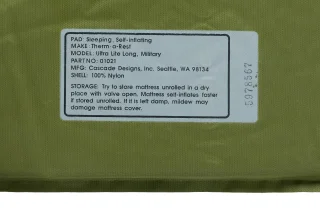 PAD: Sleeping, Self-Inflating
MAKE: Therm-a-Rest
MODEL: Ultra Lite Long, Military
PART NO: 01021
MFG: Cascade Designs, Inc. Seattle, WA 98134
SHELL: 100% Nylon
STORAGE: Try to store mattress unrolled in a dry
place with valve open. Mattress self-inflates faster
if stored unrolled. If it is left damp, mildew may
damage mattress cover.